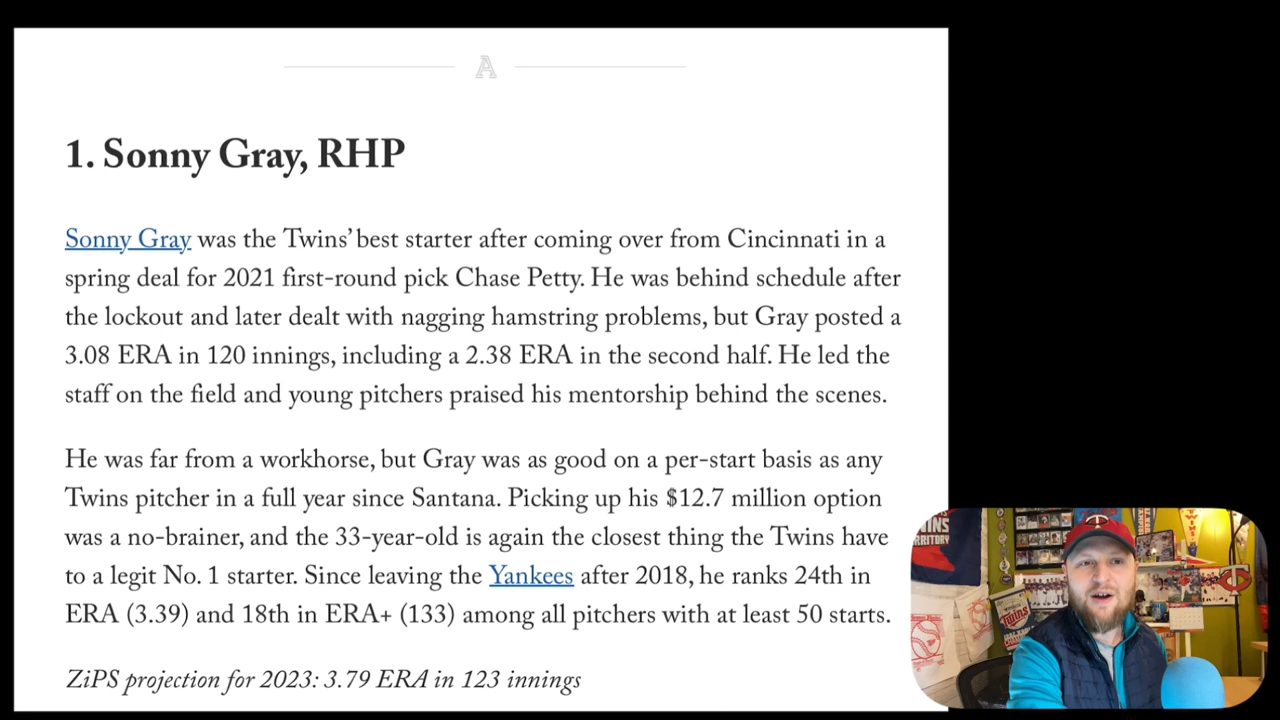 A
1. Sonny Gray, RHP
Sonny Gray was the Twins’ best starter after coming over from Cincinnati in a
spring deal for 2021 first-round pick Chase Petty. He was behind schedule after
the lockout and later dealt with nagging hamstring problems, but Gray posted a
3.08 ERA in 120 innings, including a 2.38 ERA in the second half. He led the
staff on the field and young pitchers praised his mentorship behind the scenes.
He was far from a workhorse, but Gray was as good on a per-start basis as any
Twins pitcher in a full year since Santana. Picking up his $12.7 million option
was a no-brainer, and the 33-year-old is again the closest thing the Twins have
to a legit No. 1 starter. Since leaving the Yankees after 2018, he ranks 24th in
ERA (3.39) and 18th in ERA+ (133) among all pitchers with at least 50 starts.
ZiPS projection for 2023: 3.79 ERA in 123 innings
TWINS
TERRITORY
Twins
TWINS